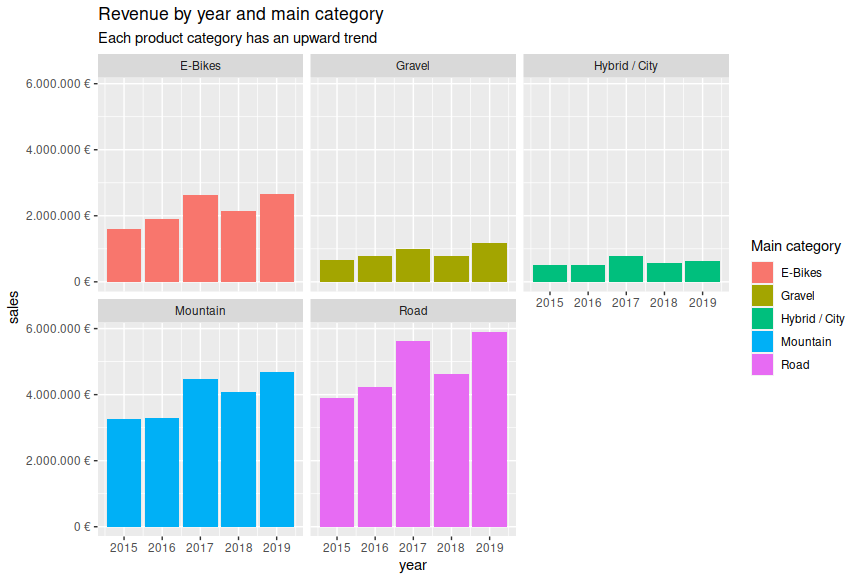 Revenue by year and main category
Each product category has an upward trend
E-Bikes
Gravel
Hybrid / City
6.000.000 €
4.000.000 €
2.000.000 €
0 €
2015 2016 2017 2018 2019
Mountain
Road
6.000.000 €
4.000.000 €
2.000.000 €
0 €
2015 2016 2017 2018 2019
2015 2016 2017 2018 2019
sales
year
Main category
E-Bikes
Gravel
Hybrid / City
Mountain
Road